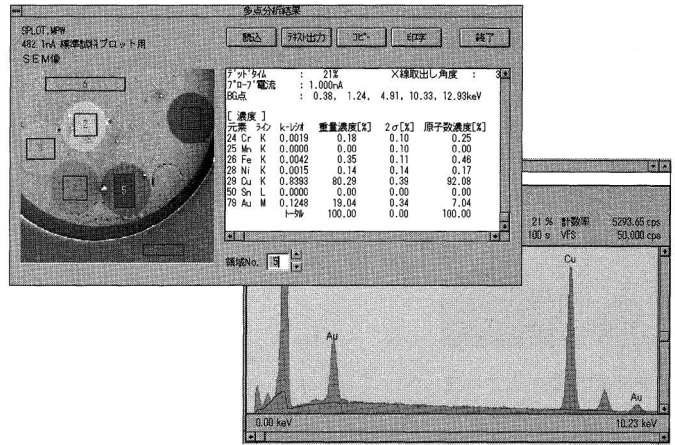 多点分析結果
SPLOT.MPW
482 1nA 標準試料プロット用
SEM像
読込 テキスト出力 コピー 印字 終了
デッドタイム : 21% X線取出し角度 : 3
プローブ電流 : 1.000nA
BG点 : 0.38, 1.24, 4.91, 10.33, 12.93keV
[ 濃度 ]
元素 ライン k-レシオ 重量濃度[%] 2σ[%] 原子数濃度[%]
24 Cr K 0.0019 0.18 0.10 0.25
25 Mn K 0.0000 0.00 0.10 0.00
26 Fe K 0.0042 0.35 0.11 0.46
28 Ni K 0.0015 0.14 0.14 0.17
29 Cu K 0.8393 80.29 0.39 92.08
50 Sn L 0.0000 0.00 0.00 0.00
79 Au M 0.1248 19.04 0.34 7.04
トータル 100.00 0.00 100.00
領域No. 5
5
21 % 計数率 5293.65 cps
100 s VFS 50.000 cps
Cu
Au
Au
0.00 keV 10.23 keV